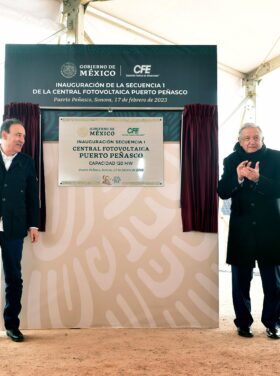 GOBIERNO DE
MÉXICO
CFE
INAUGURACIÓN DE LA SECUENCIA 1
DE LA CENTRAL FOTOVOLTAICA PUERTO PEÑASCO
Puerto Peñasco, Sonora, 17 de febrero de 2023
GOBIERNO DE
MÉXICO
CFE
INAUGURACIÓN SECUENCIA 1
CENTRAL FOTOVOLTAICA
PUERTO PEÑASCO
CAPACIDAD 120 MW